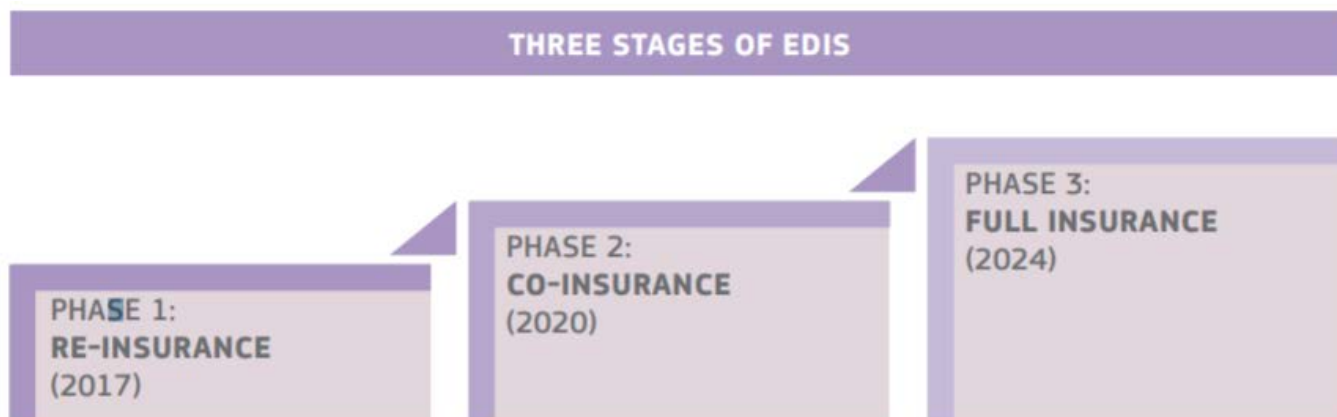 THREE STAGES OF EDIS
PHASE 1:
RE-INSURANCE
(2017)
PHASE 2:
CO-INSURANCE
(2020)
PHASE 3:
FULL INSURANCE
(2024)